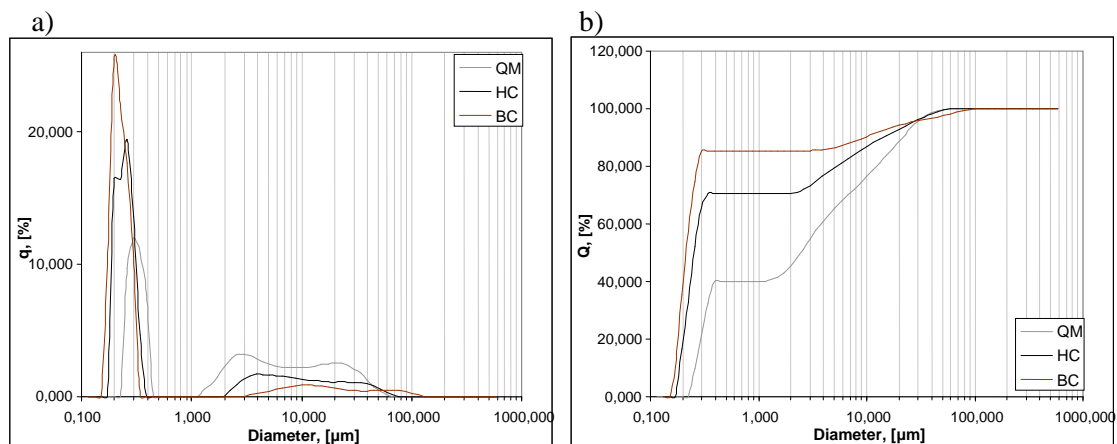 a)
b)
q, [%]
20,000
10,000
0,000
0,100
1,000
10,000
100,000
1000,000
Diameter, [µm]
QM
HC
BC
Q, [%]
120,000
100,000
80,000
60,000
40,000
20,000
0,000
0,100
1,000
10,000
100,000
1000,000
Diameter, [µm]
QM
HC
BC